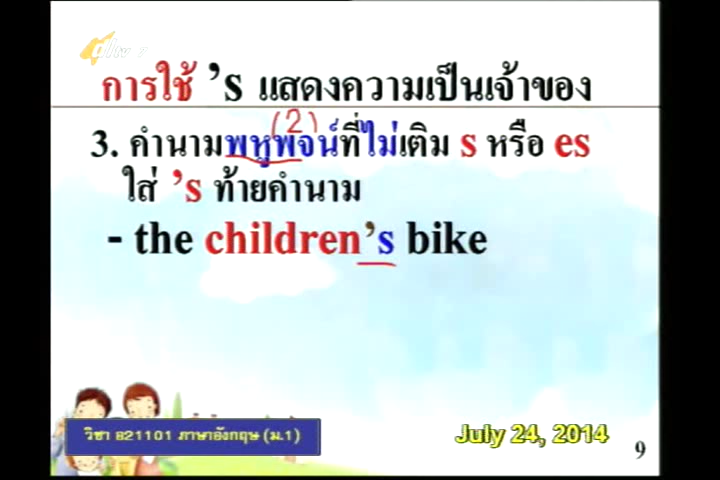 การใช้ 's แสดงความเป็นเจ้าของ
(2)
3. คำนามพหูพจน์ที่ไม่เติม s หรือ es
ใส่ 's ท้ายคำนาม
- the children's bike
วิชา อ21101 ภาษาอังกฤษ (ม.1)
July 24, 2014
9